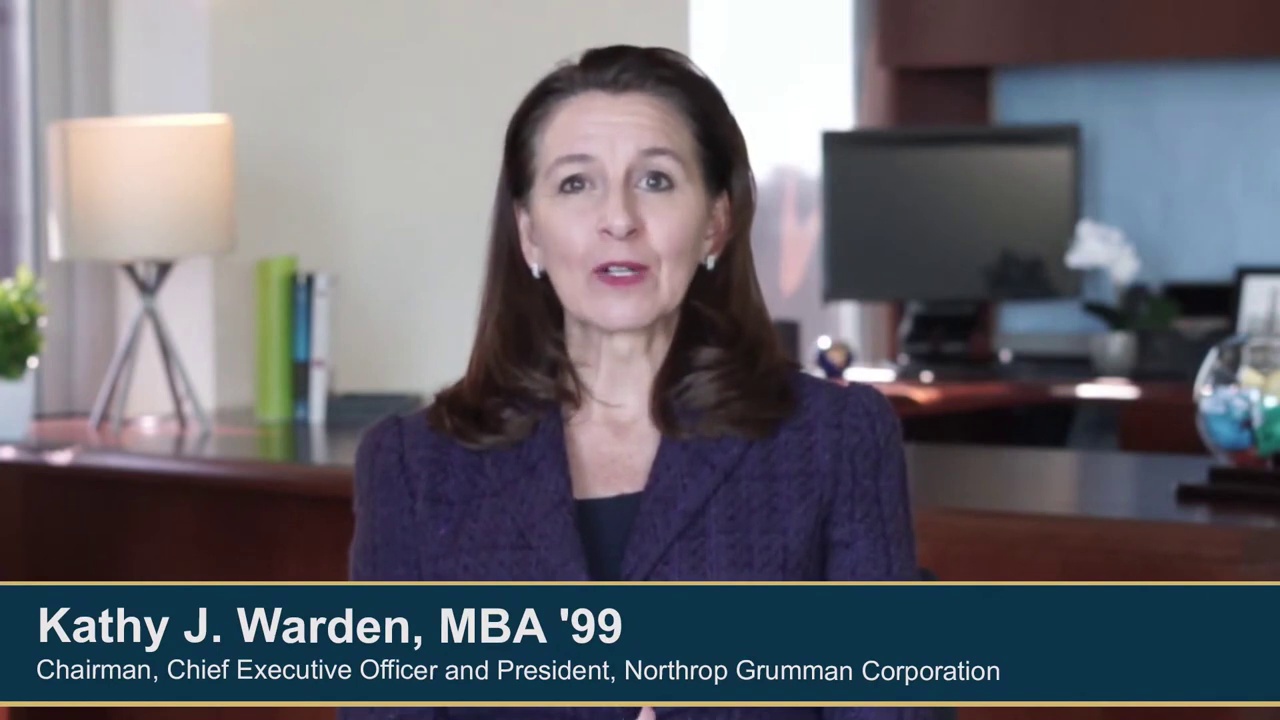 Kathy J. Warden, MBA '99
Chairman, Chief Executive Officer and President, Northrop Grumman Corporation